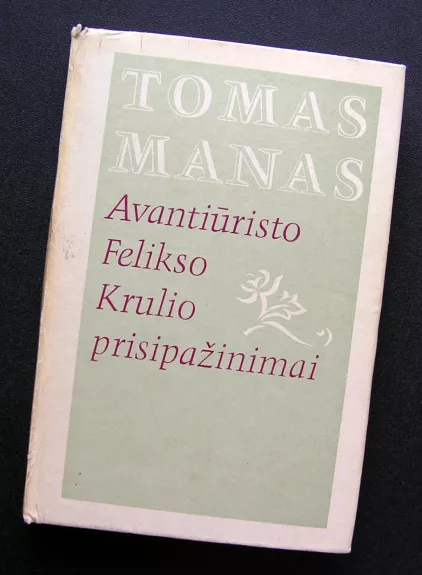 TOMAS
MANAS
Avantiūristo
Felikso
Krulio
prisipažinimai